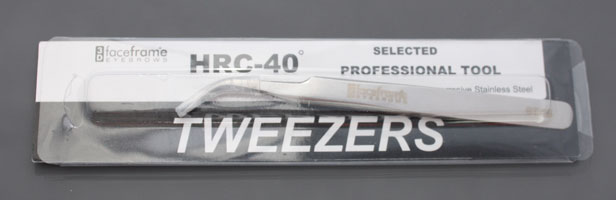 faceframe
EYEBROWS
HRC-40°
SELECTED
PROFESSIONAL TOOL
Stainless Steel
TWEEZERS